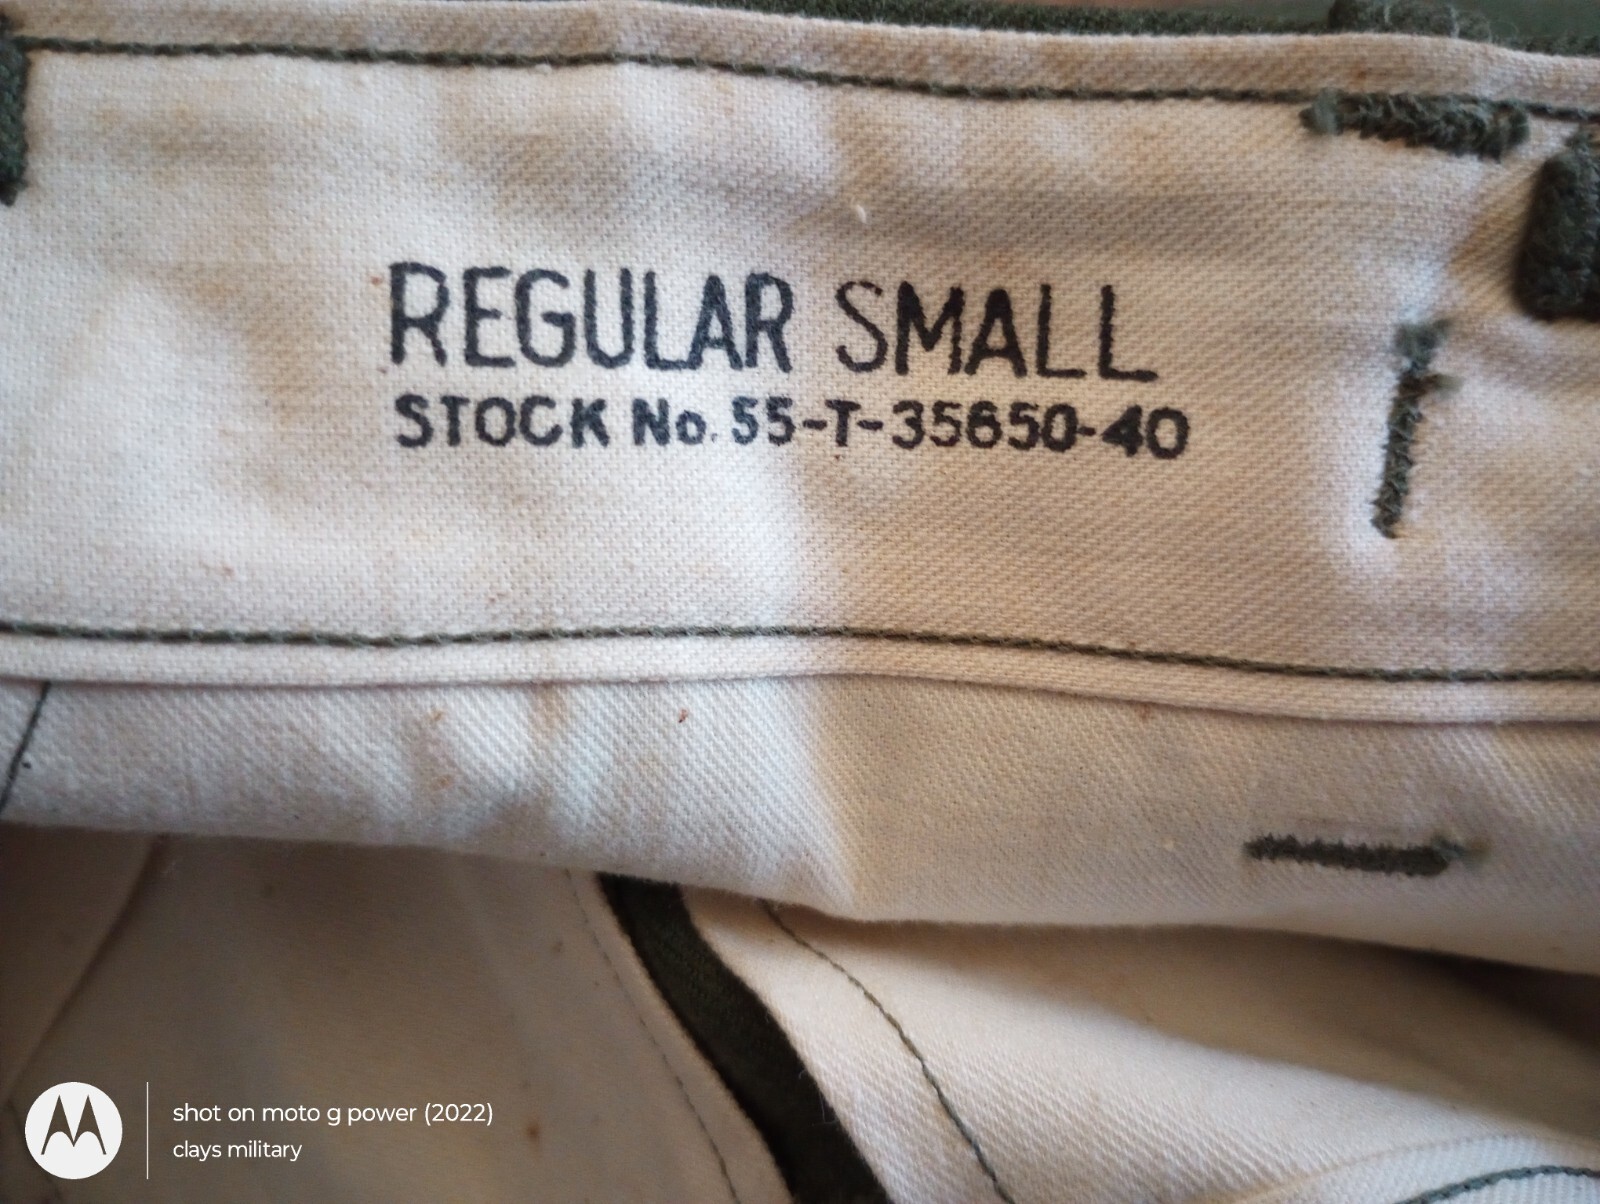 REGULAR SMALL
STOCK No. 55-T-35650-40
shot on moto g power (2022)
clays military